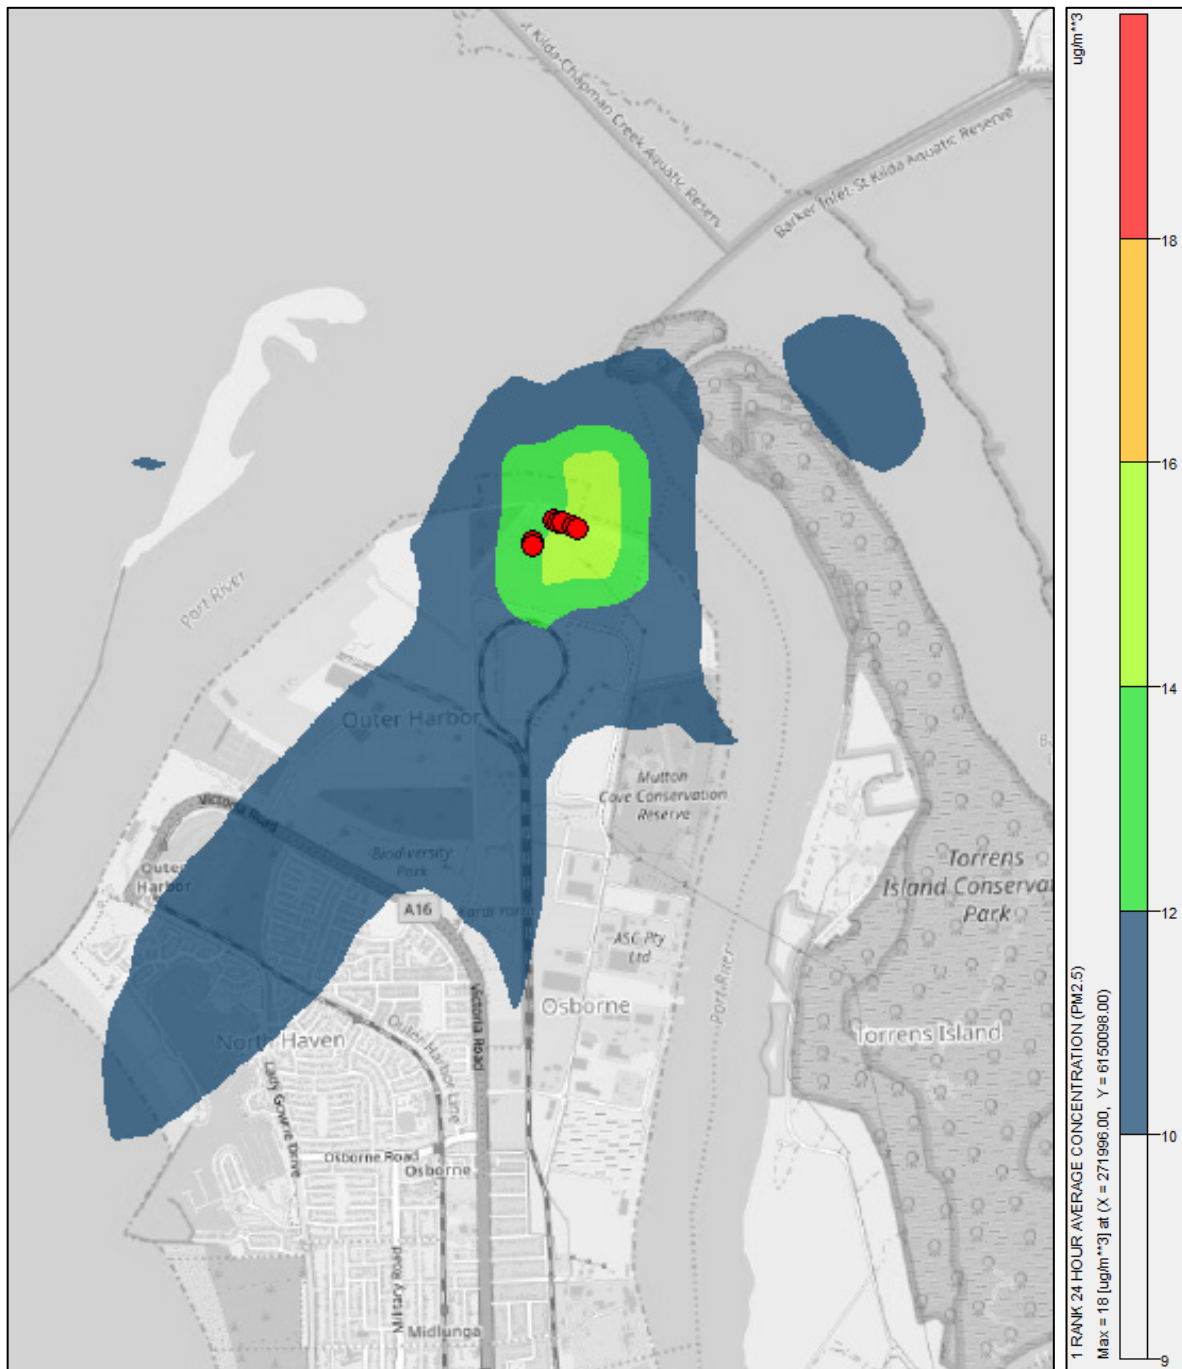 ug/m**3
St Kilda-Chapman Creek Aquatic Reserv
Barker Inlet-St Kilda Aquatic Reserve
18
16
14
12
10
9
1 RANK 24 HOUR AVERAGE CONCENTRATION (PM2.5)
Max = 18 [ug/m**3] at (X = 271996.00, Y = 6150098.00)
Port River
Outer Harbor
Mutton
Cove Conservation
Reserve
Victoria Road
Biodiversity
Park
Outer
Harbor
A16
Torrens
Island Conserva
Park
ASC Pty
Ltd
Port River
Victoria Road
Osborne
Outer Harbor Lane
North Haven
Torrens Island
Lady Gowrie Drive
Osborne Road
Osborne
Military Road
Midlunga